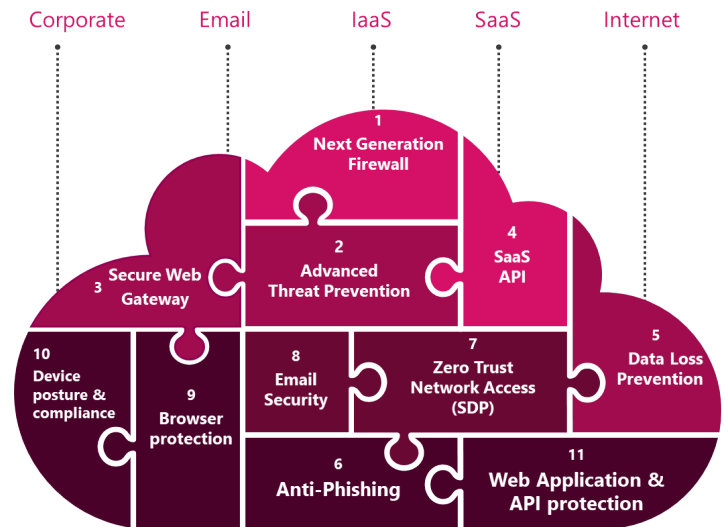 Corporate
Email
IaaS
SaaS
Internet
1
Next Generation
Firewall
2
Advanced
Threat Prevention
3
Secure Web
Gateway
4
SaaS
API
5
Data Loss
Prevention
10
Device
posture &
compliance
9
Browser
protection
8
Email
Security
7
Zero Trust
Network Access
(SDP)
6
Anti-Phishing
11
Web Application &
API protection